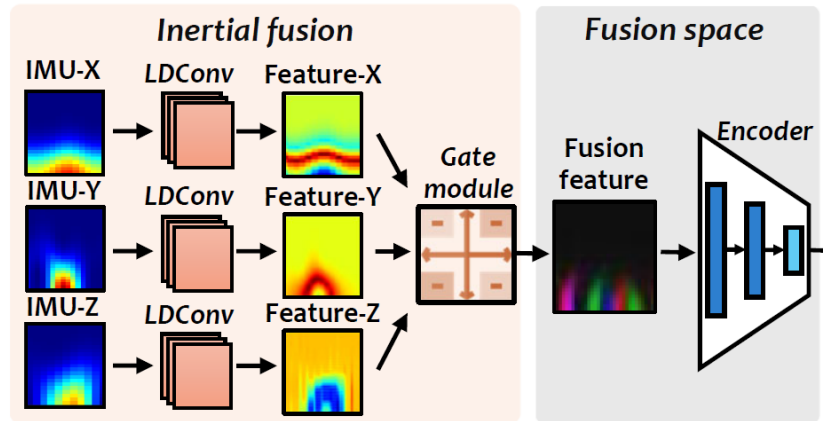 Inertial fusion
Fusion space
IMU-X
LDConv
Feature-X
IMU-Y
LDConv
Feature-Y
IMU-Z
LDConv
Feature-Z
Gate
module
Fusion
feature
Encoder